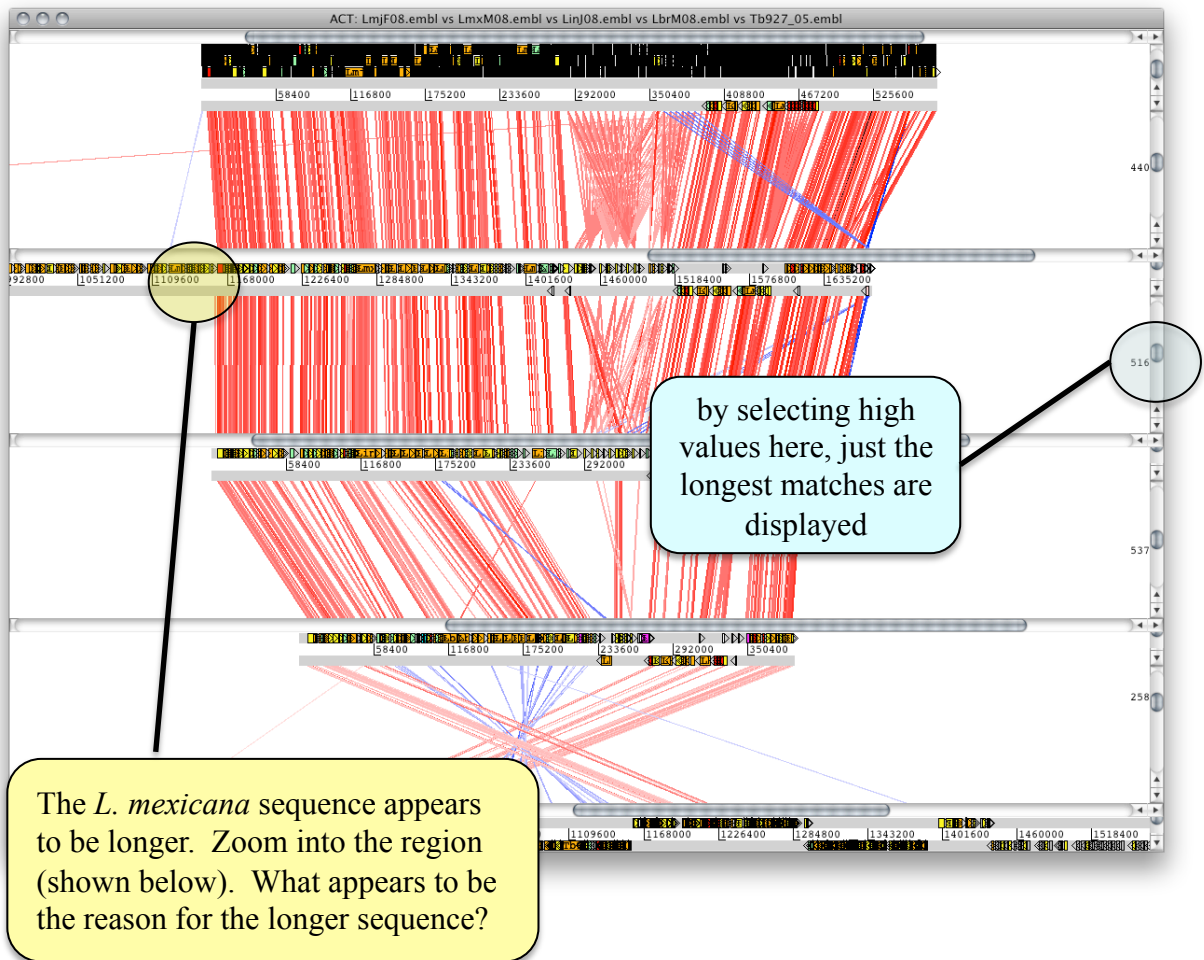 ACT: LmjF08.embl vs LmxM08.embl vs LinJ08.embl vs LbrM08.embl vs Tb927_05.embl
58400 116800 175200 233600 292000 350400 408800 467200 525600
440
992800 1051200 1109600 1168000 1226400 1284800 1343200 1401600 1460000 1518400 1576800 1635200
516
by selecting high
values here, just the
longest matches are
displayed
58400 116800 175200 233600 292000
537
58400 116800 175200 233600 292000 350400
258
The L. mexicana sequence appears
to be longer. Zoom into the region
(shown below). What appears to be
the reason for the longer sequence?
1109600 1168000 1226400 1284800 1343200 1401600 1460000 1518400